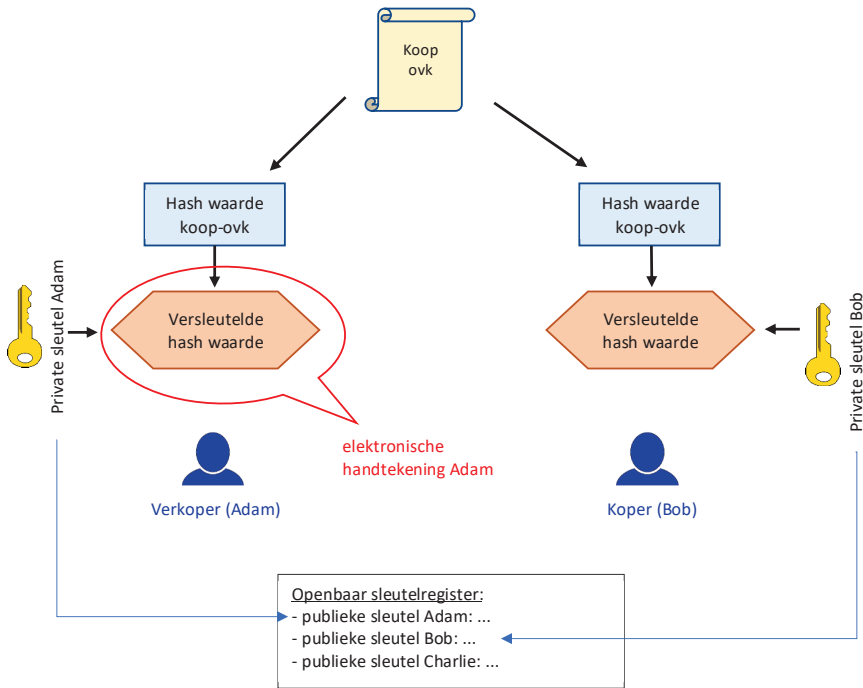 Koop
ovk
Hash waarde
koop-ovk
Hash waarde
koop-ovk
Private sleutel Adam
Versleutelde
hash waarde
Versleutelde
hash waarde
Private sleutel Bob
elektronische
handtekening Adam
Verkoper (Adam)
Koper (Bob)
Openbaar sleutelregister:
- publieke sleutel Adam: ...
- publieke sleutel Bob: ...
- publieke sleutel Charlie: ...